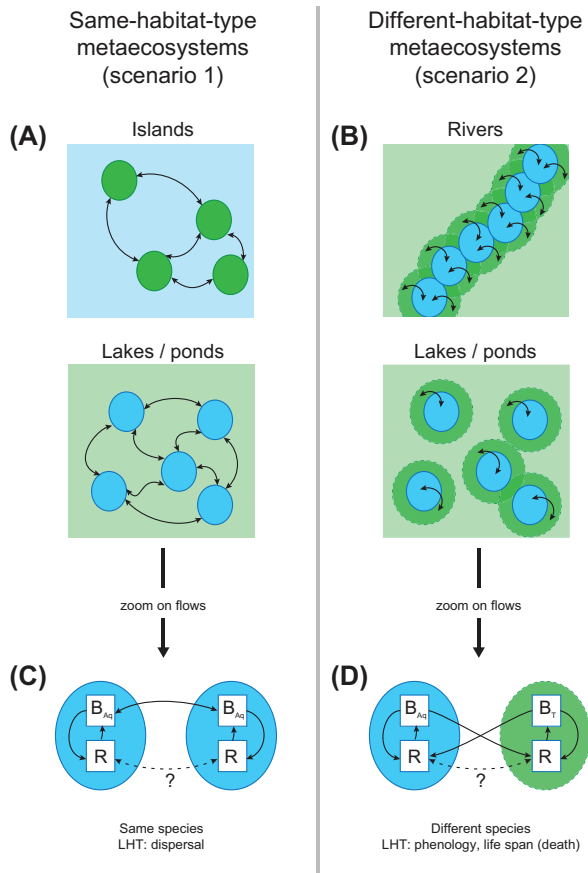 Same-habitat-type
metaecosystems
(scenario 1)
Different-habitat-type
metaecosystems
(scenario 2)
(A)
Islands
(B)
Rivers
Lakes / ponds
Lakes / ponds
zoom on flows
zoom on flows
(C)
B Aq
B Aq
R
R
?
(D)
B Aq
B T
R
R
?
Same species
LHT: dispersal
Different species
LHT: phenology, life span (death)